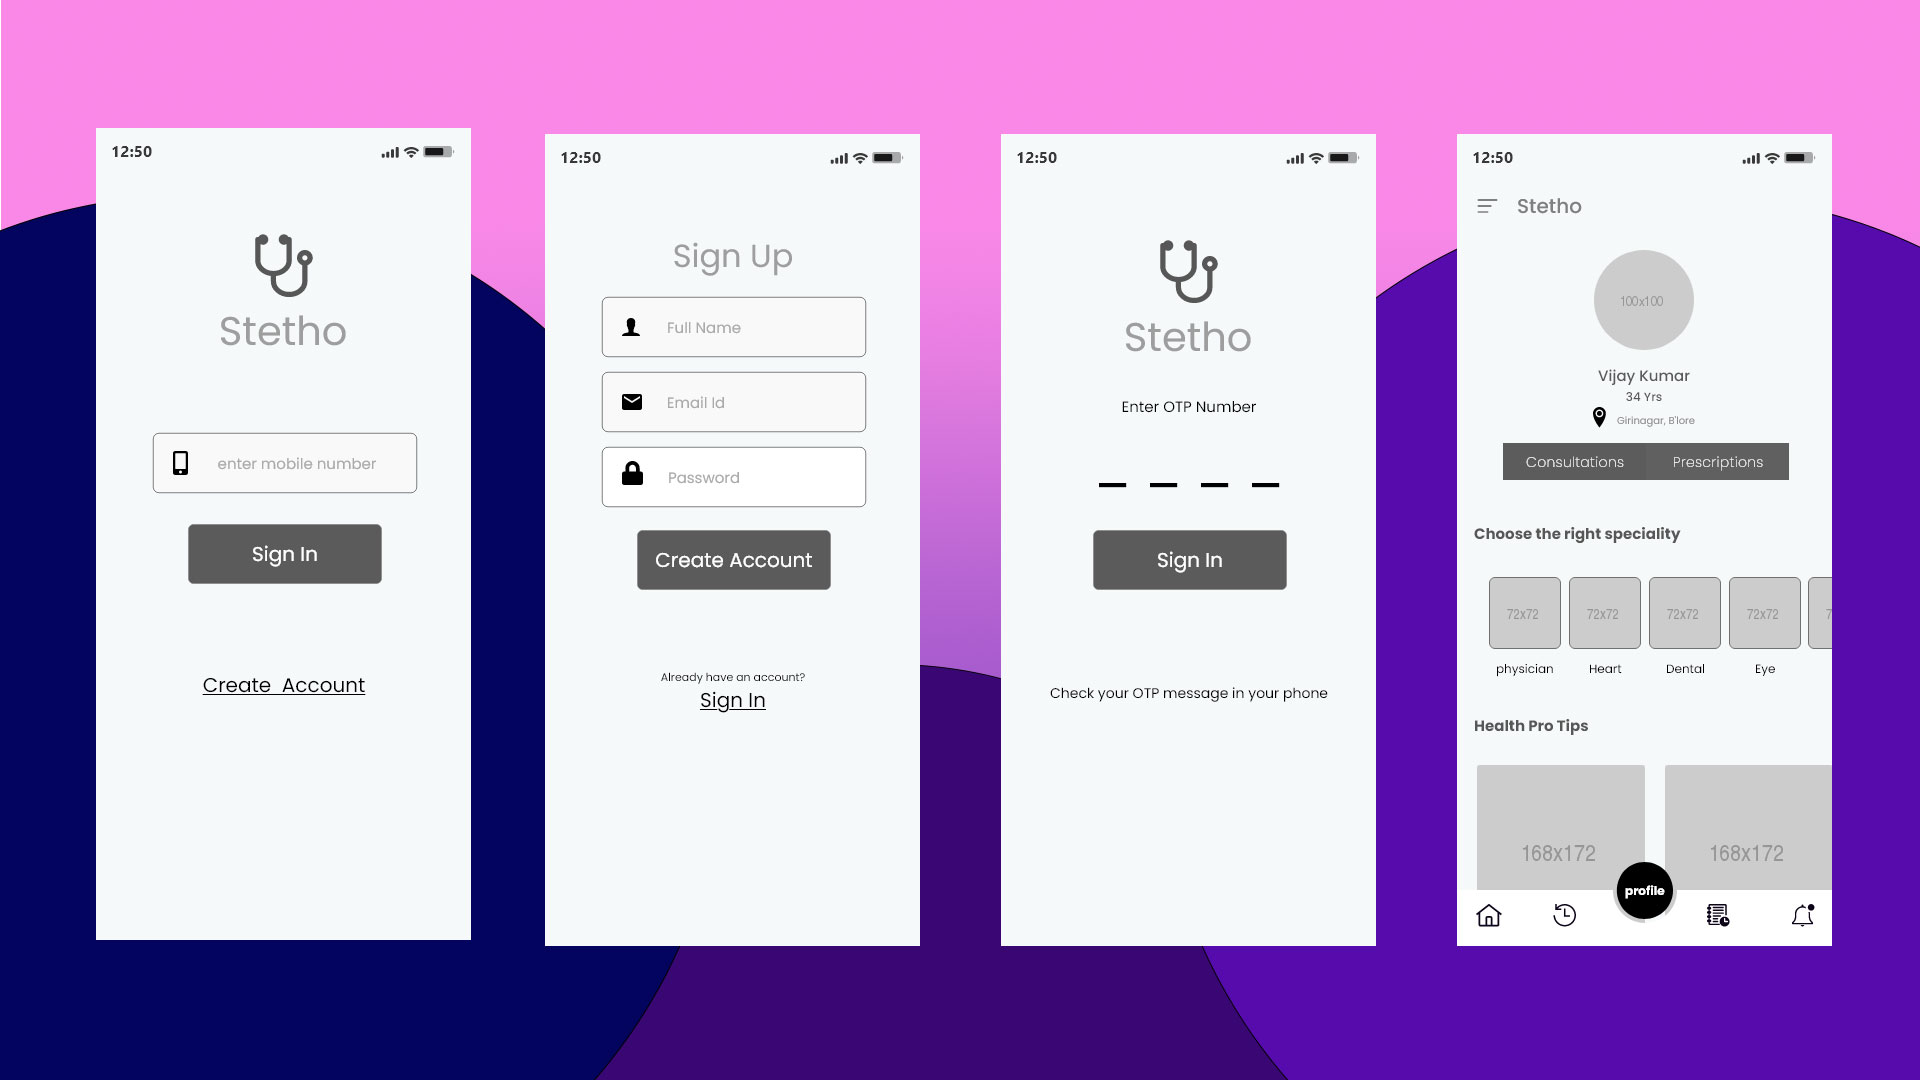 12:50
Stetho
enter mobile number
Sign In
Create Account
12:50
Sign Up
Full Name
Email Id
Password
Create Account
Already have an account?
Sign In
12:50
Stetho
Enter OTP Number
Sign In
Check your OTP message in your phone
12:50
Stetho
100x100
Vijay Kumar
34 Yrs
Girinagar, B'lore
Consultations Prescriptions
Choose the right speciality
72x72 72x72 72x72 72x72 7
physician Heart Dental Eye
Health Pro Tips
168x172 168x172
profile